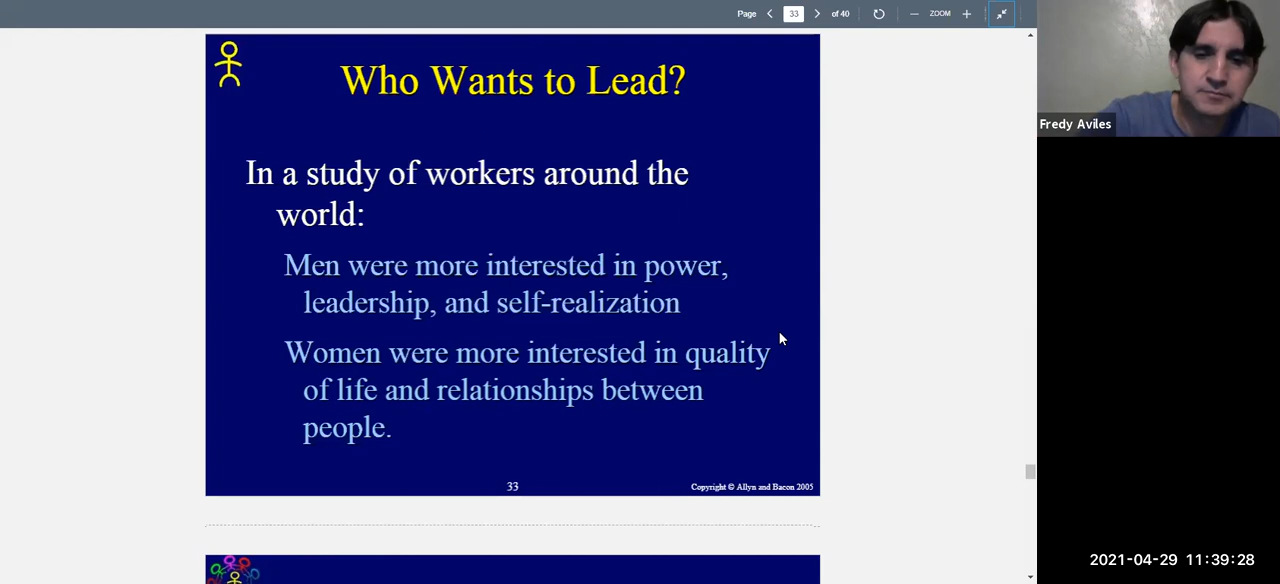 Page 33 of 40 ZOOM
Who Wants to Lead?
In a study of workers around the
world:
Men were more interested in power,
leadership, and self-realization
Women were more interested in quality
of life and relationships between
people.
33
Copyright © Allyn and Bacon 2005
Fredy Aviles
2021-04-29 11:39:28